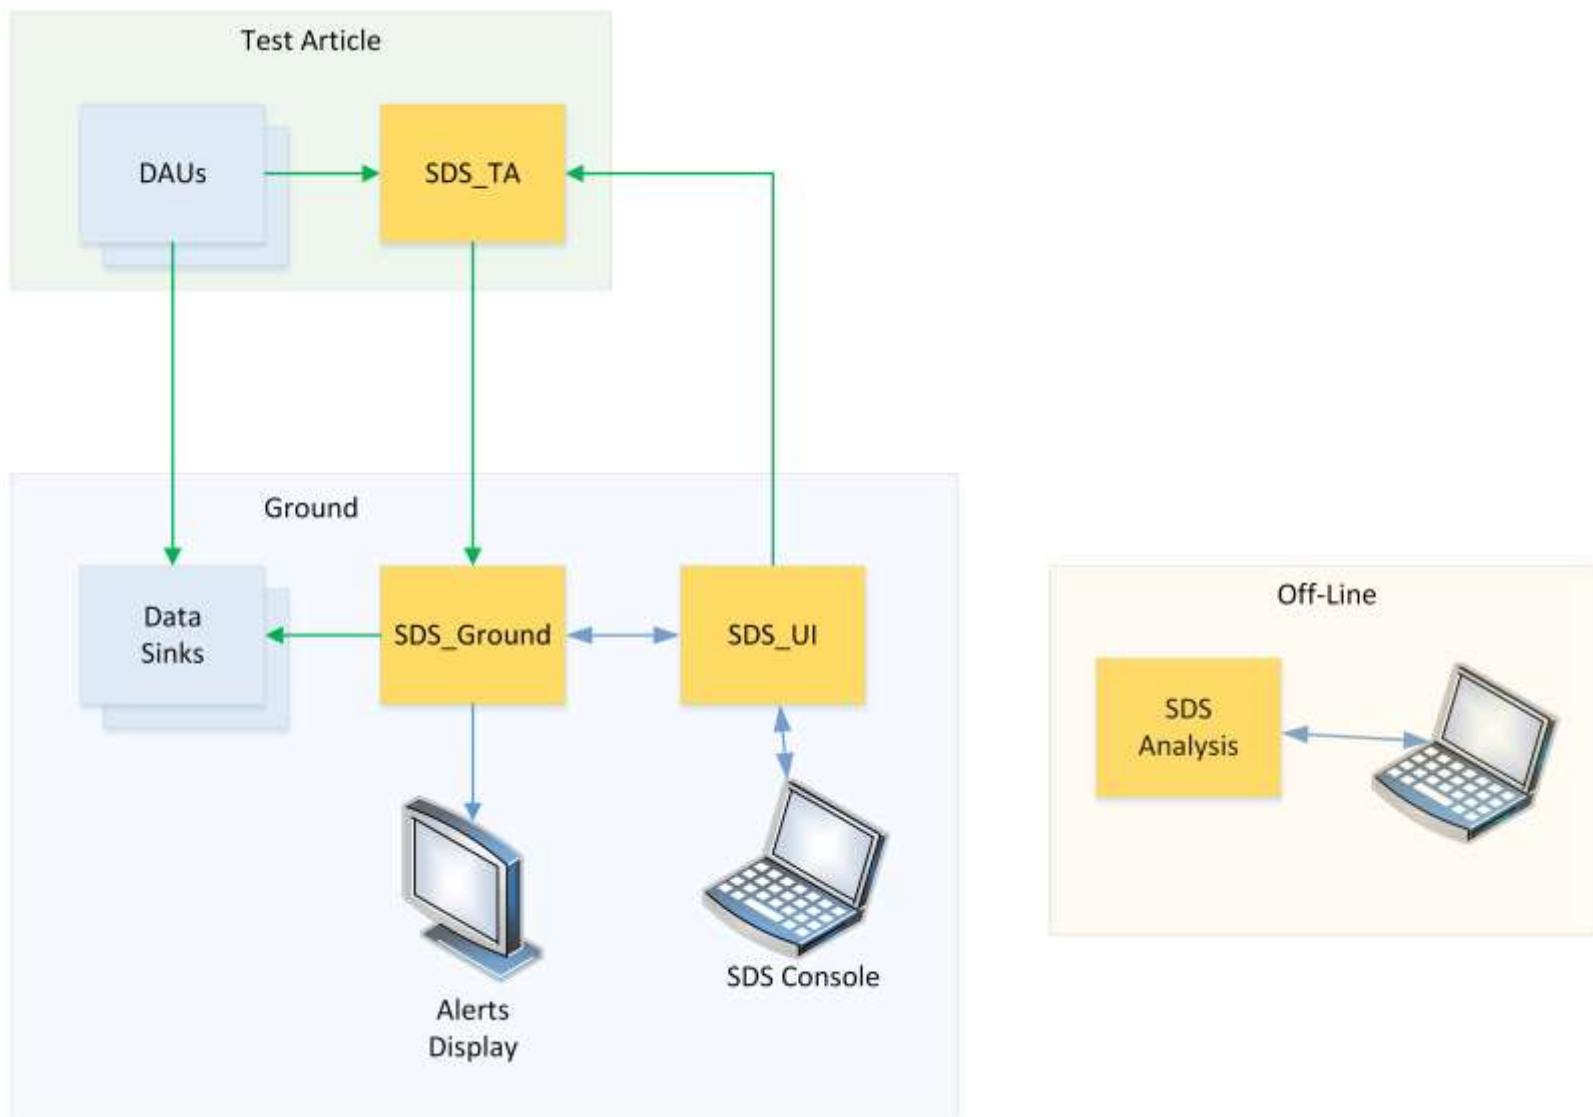 Test Article
DAUs
SDS_TA
Ground
Data
Sinks
SDS_Ground
SDS_UI
Alerts
Display
SDS Console
Off-Line
SDS
Analysis